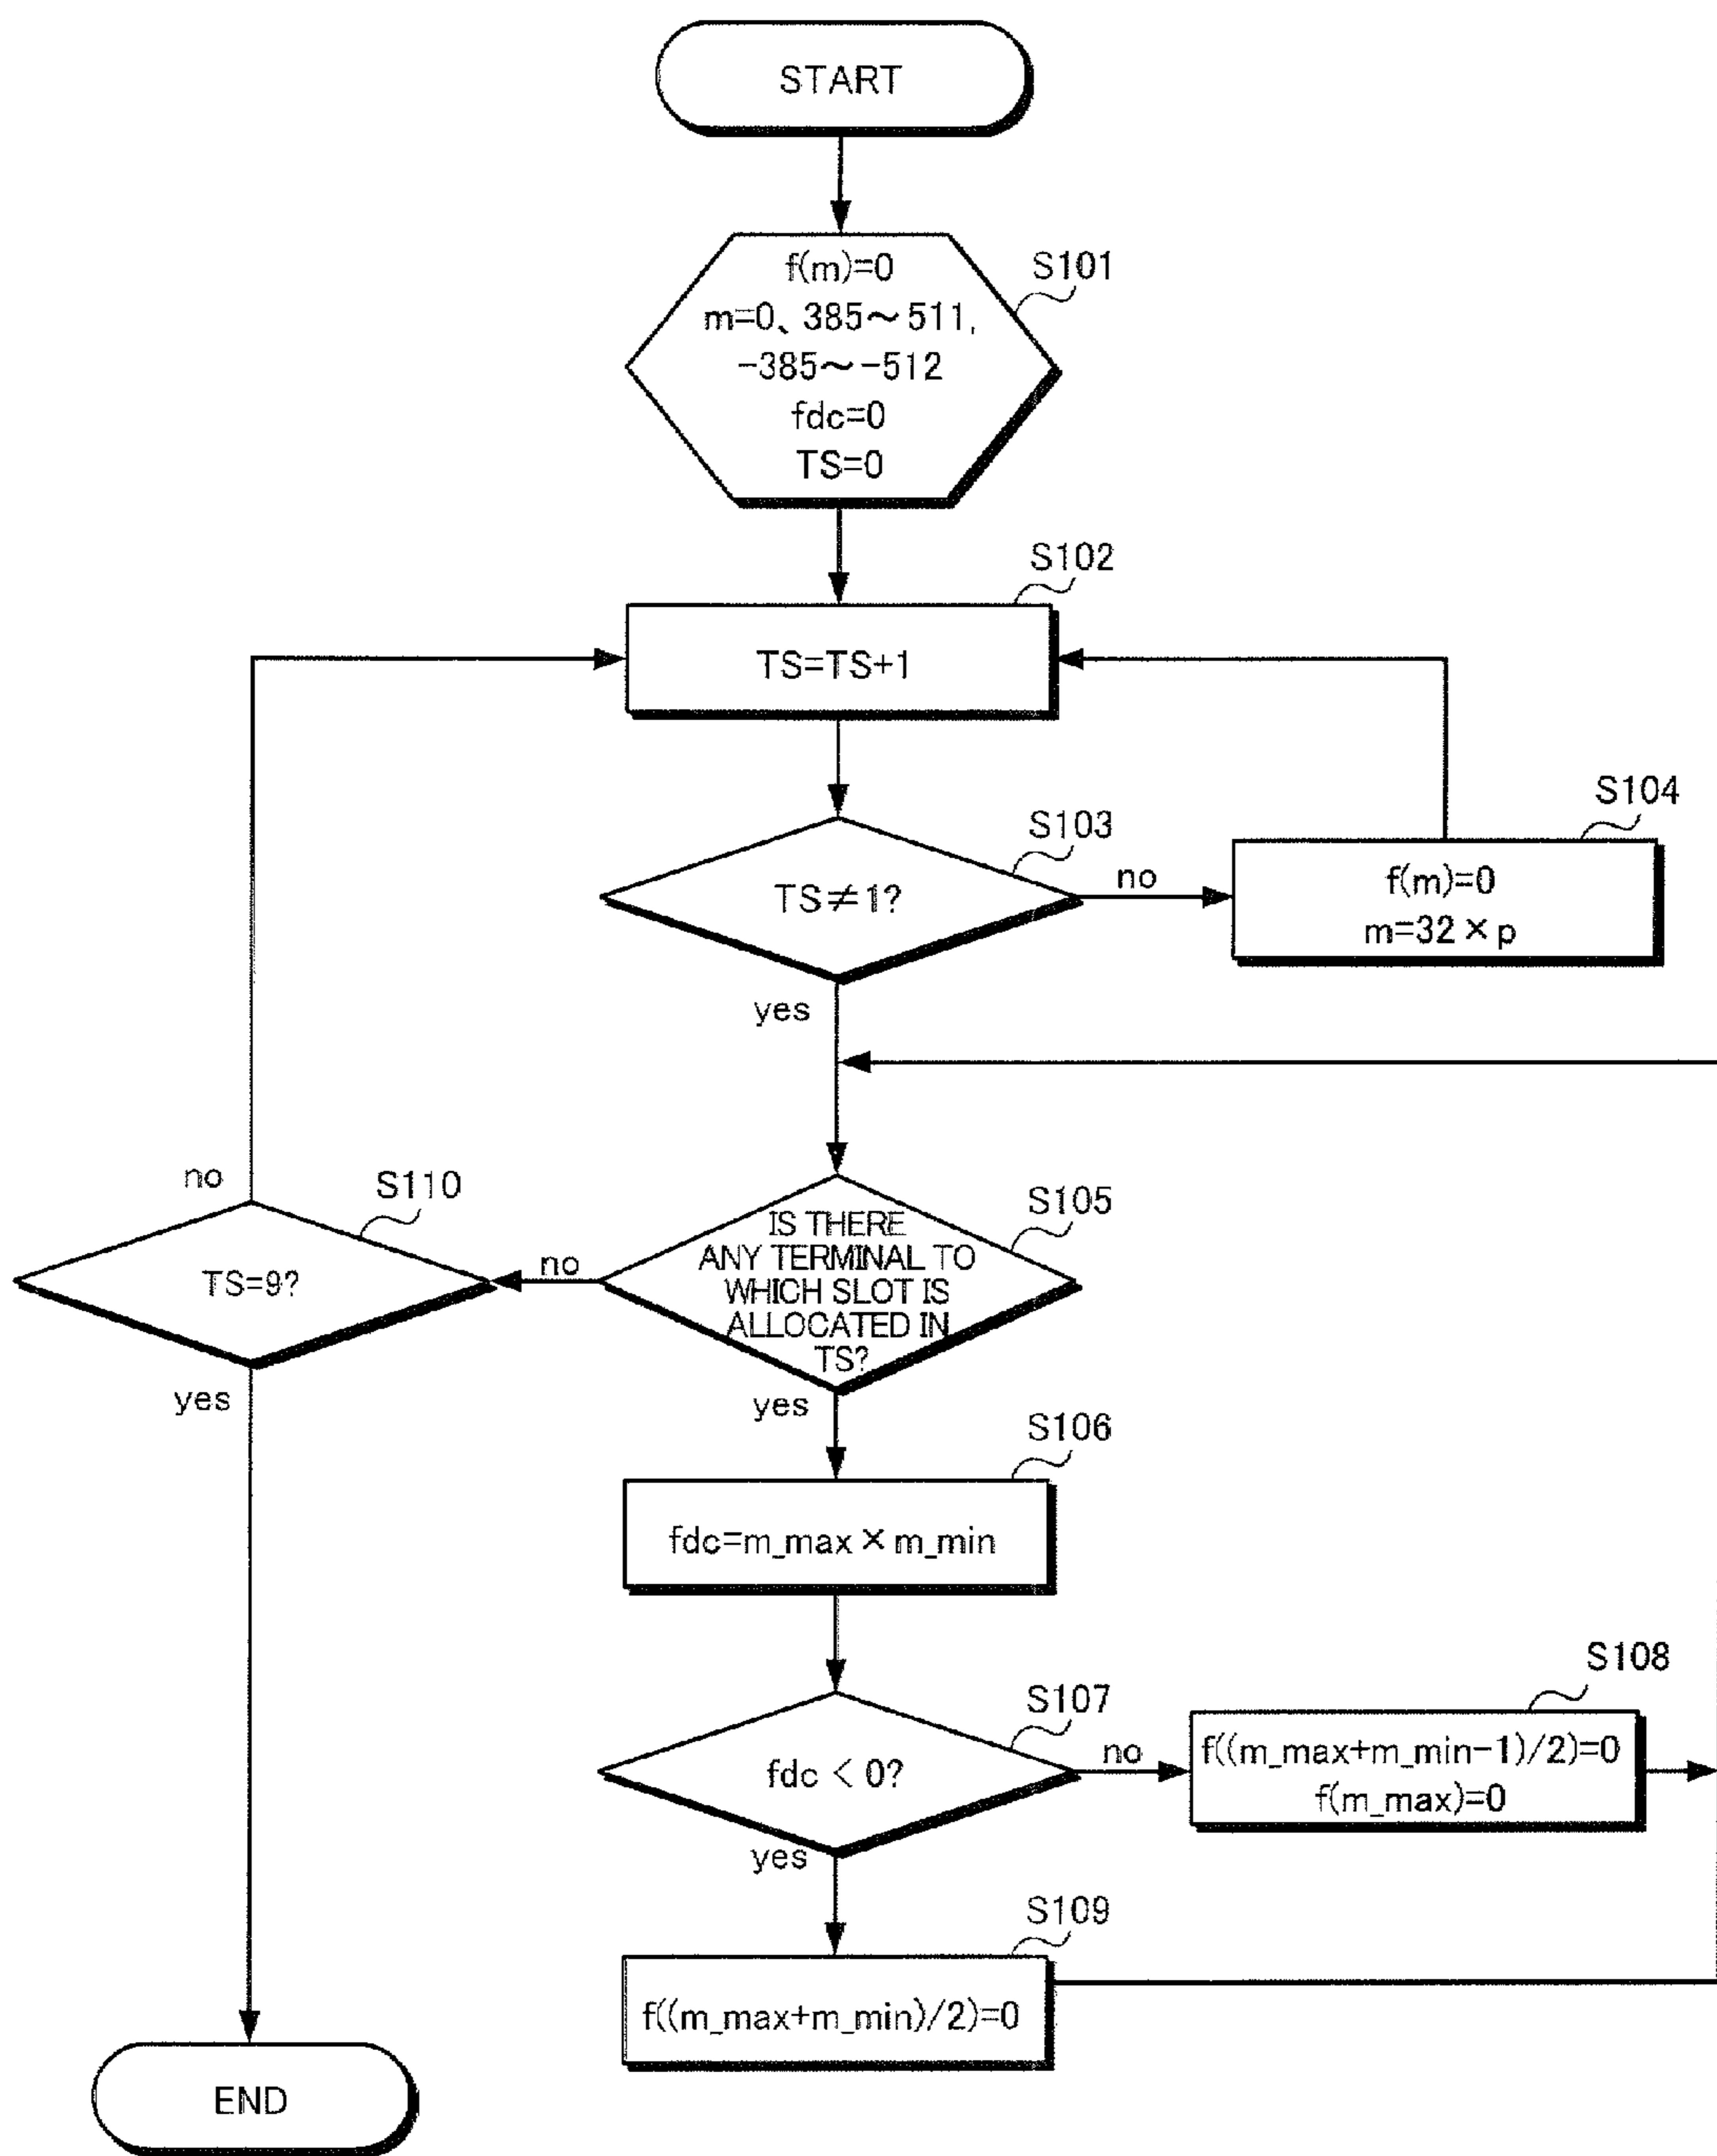 START
f(m)=0
m=0、385～511,
-385～-512
fdc=0
TS=0
S101
S102
TS=TS+1
S103
TS≠1?
no
yes
S104
f(m)=0
m=32×p
S105
IS THERE
ANY TERMINAL TO
WHICH SLOT IS
ALLOCATED IN
TS?
no
yes
S110
TS=9?
no
yes
S106
fdc=m_max×m_min
S107
fdc < 0?
no
yes
S108
f((m_max+m_min-1)/2)=0
f(m_max)=0
S109
f((m_max+m_min)/2)=0
END